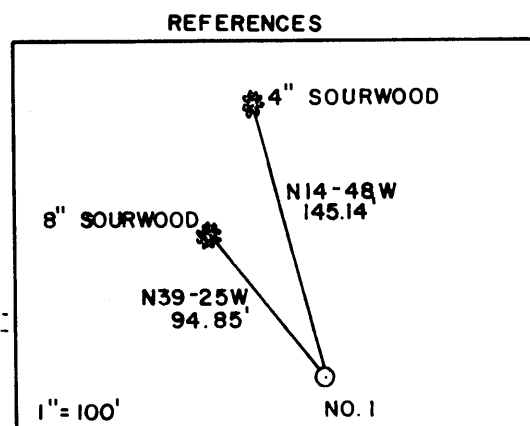 REFERENCES
4" SOURWOOD
N14-48W
145.14'
8" SOURWOOD
N39-25W
94.85'
1"=100'
NO. 1